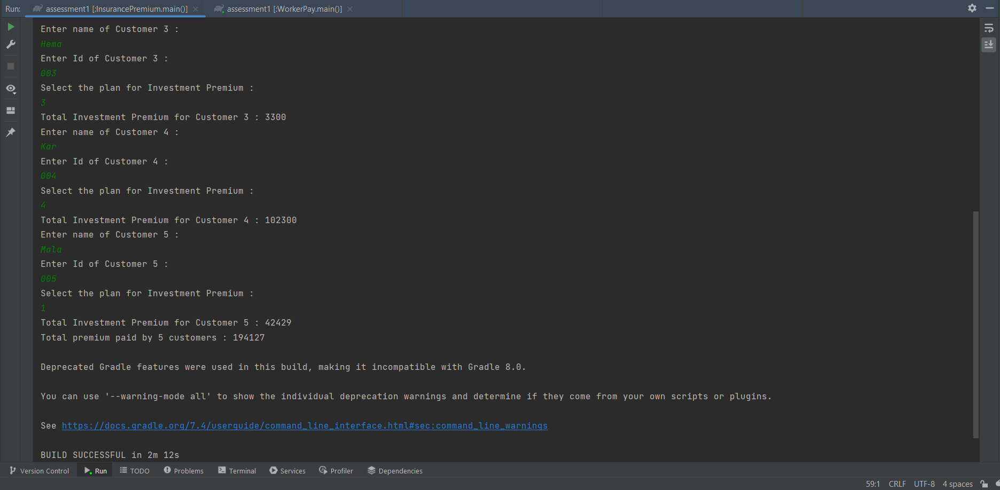 Run: assessment1 [:InsurancePremium.main()] assessment1 [:WorkerPay.main()]
Enter name of Customer 3 :
Hema
Enter Id of Customer 3 :
003
Select the plan for Investment Premium :
3
Total Investment Premium for Customer 3 : 3300
Enter name of Customer 4 :
Kar
Enter Id of Customer 4 :
004
Select the plan for Investment Premium :
4
Total Investment Premium for Customer 4 : 102300
Enter name of Customer 5 :
Mala
Enter Id of Customer 5 :
005
Select the plan for Investment Premium :
1
Total Investment Premium for Customer 5 : 42429
Total premium paid by 5 customers : 194127
Deprecated Gradle features were used in this build, making it incompatible with Gradle 8.0.
You can use '--warning-mode all' to show the individual deprecation warnings and determine if they come from your own scripts or plugins.
See https://docs.gradle.org/7.4/userguide/command_line_interface.html#sec:command_line_warnings
BUILD SUCCESSFUL in 2m 12s
Version Control Run TODO Problems Terminal Services Profiler Dependencies
59:1 CRLF UTF-8 4 spaces